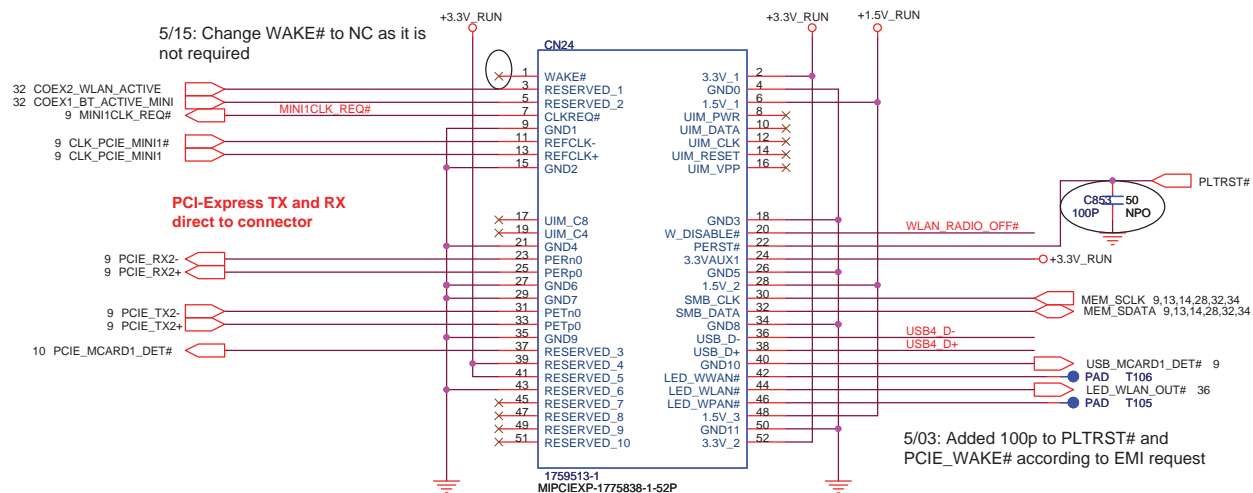 5/15: Change WAKE# to NC as it is
not required
+3.3V_RUN
+3.3V_RUN
+1.5V_RUN
CN24
32 COEX2_WLAN_ACTIVE
32 COEX1_BT_ACTIVE_MINI
9 MINI1CLK_REQ#
MINI1CLK_REQ#
9 CLK_PCIE_MINI1#
9 CLK_PCIE_MINI1
PCI-Express TX and RX
direct to connector
9 PCIE_RX2-
9 PCIE_RX2+
9 PCIE_TX2-
9 PCIE_TX2+
10 PCIE_MCARD1_DET#
1 WAKE#
3 RESERVED_1
5 RESERVED_2
7 CLKREQ#
9 GND1
11 REFCLK-
13 REFCLK+
15 GND2
17 UIM_C8
19 UIM_C4
21 GND4
23 PERn0
25 PERp0
27 GND6
29 GND7
31 PETn0
33 PETp0
35 GND9
37 RESERVED_3
39 RESERVED_4
41 RESERVED_5
43 RESERVED_6
45 RESERVED_7
47 RESERVED_8
49 RESERVED_9
51 RESERVED_10
3.3V_1 2
GND0 4
1.5V_1 6
UIM_PWR 8
UIM_DATA 10
UIM_CLK 12
UIM_RESET 14
UIM_VPP 16
GND3 18
W_DISABLE# 20
PERST# 22
3.3VAUX1 24
GND5 26
1.5V_2 28
SMB_CLK 30
SMB_DATA 32
GND8 34
USB_D- 36
USB_D+ 38
GND10 40
LED_WWAN# 42
LED_WLAN# 44
LED_WPAN# 46
1.5V_3 48
GND11 50
3.3V_2 52
1759513-1
MIPCIEXP-1775838-1-52P
PLTRST#
C853 50
100P NPO
WLAN_RADIO_OFF#
+3.3V_RUN
MEM_SCLK 9,13,14,28,32,34
MEM_SDATA 9,13,14,28,32,34
USB4_D-
USB4_D+
USB_MCARD1_DET# 9
PAD T106
LED_WLAN_OUT# 36
PAD T105
5/03: Added 100p to PLTRST# and
PCIE_WAKE# according to EMI request